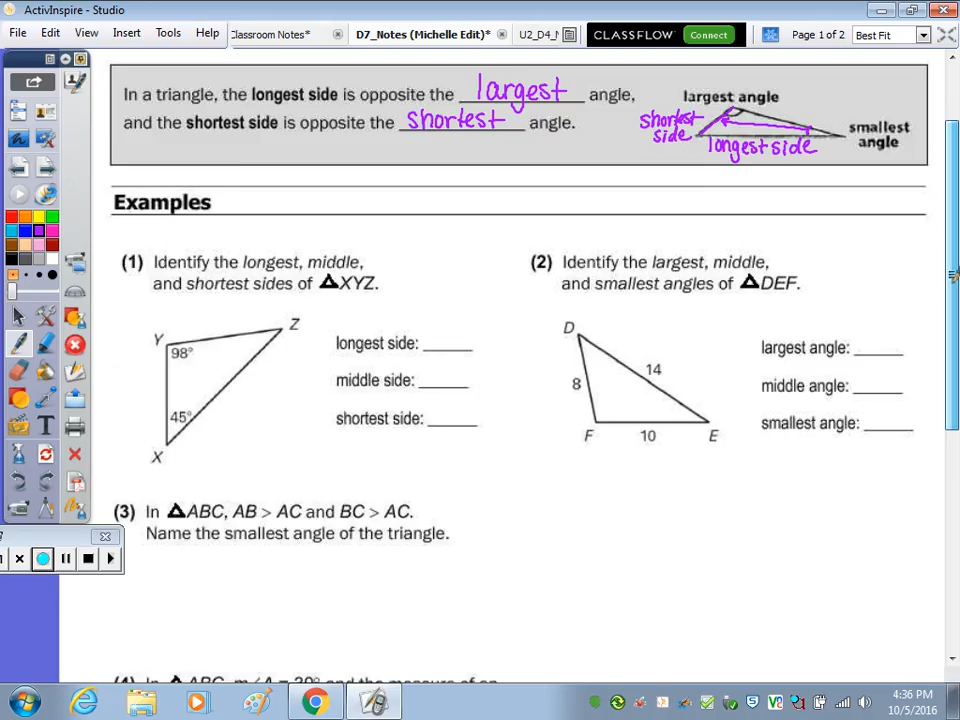 ActivInspire - Studio
File Edit View Insert Tools Help
Classroom Notes* D7_Notes (Michelle Edit)* U2_D4_N
CLASSFLOW Connect
Page 1 of 2 Best Fit
In a triangle, the longest side is opposite the largest angle,
and the shortest side is opposite the shortest angle.
largest angle
shortest
side
longest side
smallest
angle
Examples
(1) Identify the longest, middle,
and shortest sides of ΔXYZ.
Y
Z
98°
45°
X
longest side: ______
middle side: ______
shortest side: ______
(2) Identify the largest, middle,
and smallest angles of ΔDEF.
D
14
8
F 10 E
largest angle: ______
middle angle: ______
smallest angle: ______
(3) In ΔABC, AB > AC and BC > AC.
Name the smallest angle of the triangle.
4:36 PM
10/5/2016